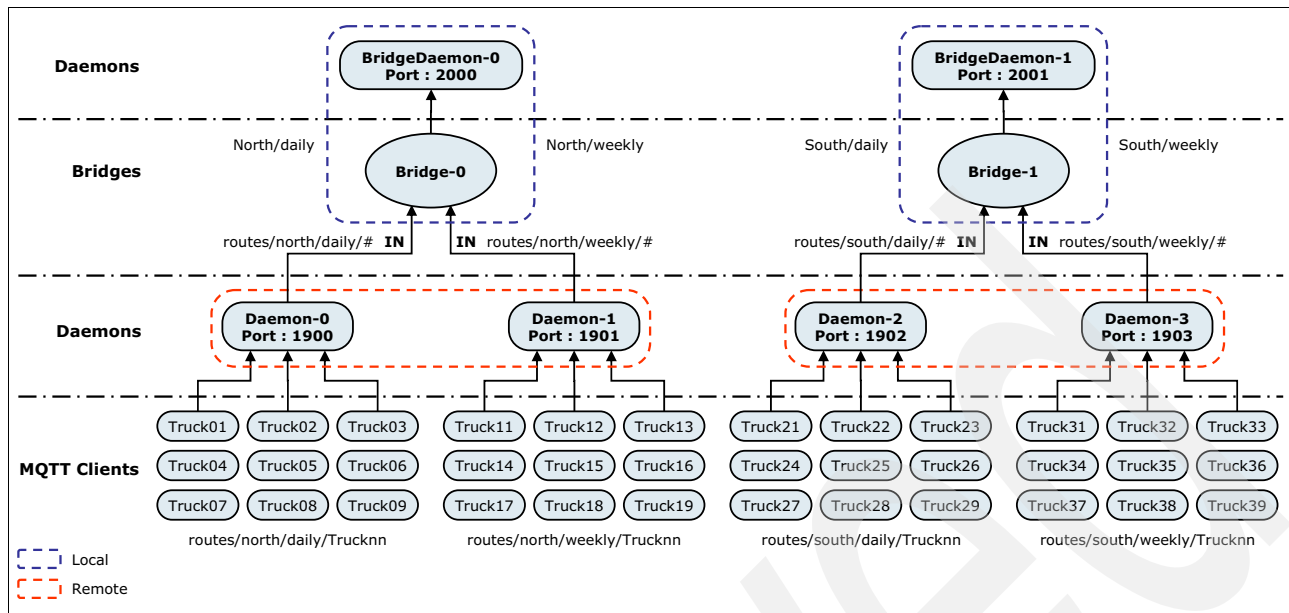 Daemons
BridgeDaemon-0
Port : 2000
BridgeDaemon-1
Port : 2001
North/daily
North/weekly
South/daily
South/weekly
Bridges
Bridge-0
Bridge-1
routes/north/daily/# IN
IN routes/north/weekly/#
routes/south/daily/# IN
IN routes/south/weekly/#
Daemons
Daemon-0
Port : 1900
Daemon-1
Port : 1901
Daemon-2
Port : 1902
Daemon-3
Port : 1903
MQTT Clients
Truck01 Truck02 Truck03 Truck11 Truck12 Truck13 Truck21 Truck22 Truck23 Truck31 Truck32 Truck33
Truck04 Truck05 Truck06 Truck14 Truck15 Truck16 Truck24 Truck25 Truck26 Truck34 Truck35 Truck36
Truck07 Truck08 Truck09 Truck17 Truck18 Truck19 Truck27 Truck28 Truck29 Truck37 Truck38 Truck39
routes/north/daily/Trucknn
routes/north/weekly/Trucknn
routes/south/daily/Trucknn
routes/south/weekly/Trucknn
Local
Remote